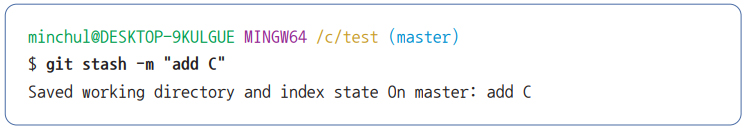 minchul@DESKTOP-9KULGUE MINGW64 /c/test (master)
$ git stash -m "add C"
Saved working directory and index state On master: add C